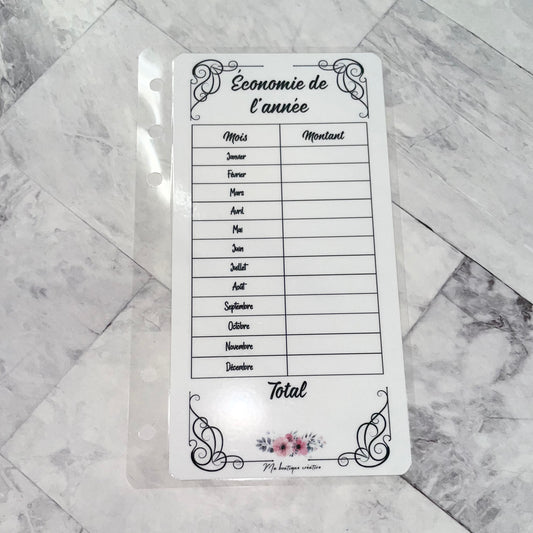 Économie de
l'année
Mois Montant
Janvier
Février
Mars
Avril
Mai
Juin
Juillet
Août
Septembre
Octobre
Novembre
Décembre
Total
Ma boutique créative